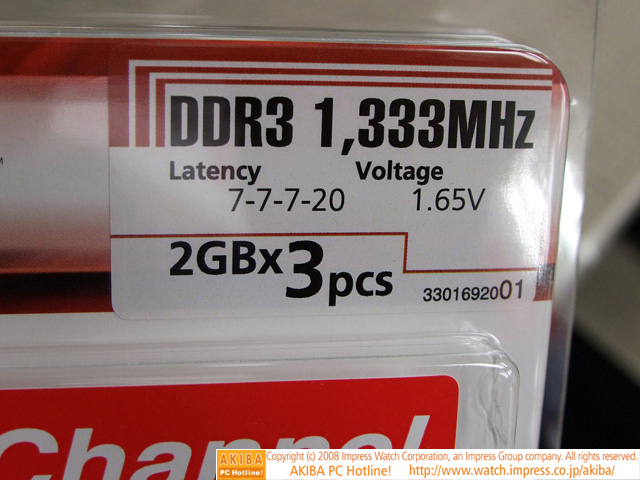 DDR3 1,333MHz
Latency Voltage
7-7-7-20 1.65V
2GBx3pcs
3301692001
Channel
AKIBA PC Hotline!
Copyright (c) 2008 Impress Watch Corporation, an Impress Group company. All rights reserved.
AKIBA PC Hotline! http://www.watch.impress.co.jp/akiba/